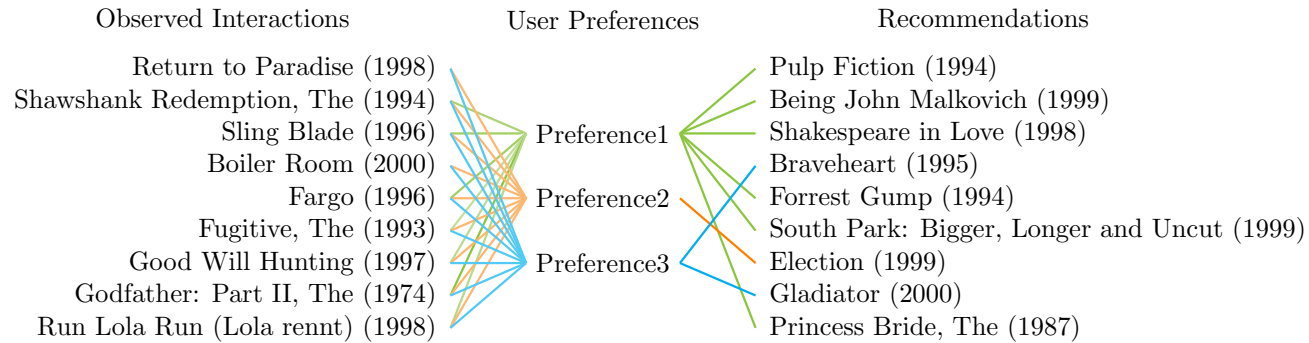 Observed Interactions
User Preferences
Recommendations
Return to Paradise (1998)
Shawshank Redemption, The (1994)
Sling Blade (1996)
Boiler Room (2000)
Fargo (1996)
Fugitive, The (1993)
Good Will Hunting (1997)
Godfather: Part II, The (1974)
Run Lola Run (Lola rennt) (1998)
Preference1
Preference2
Preference3
Pulp Fiction (1994)
Being John Malkovich (1999)
Shakespeare in Love (1998)
Braveheart (1995)
Forrest Gump (1994)
South Park: Bigger, Longer and Uncut (1999)
Election (1999)
Gladiator (2000)
Princess Bride, The (1987)